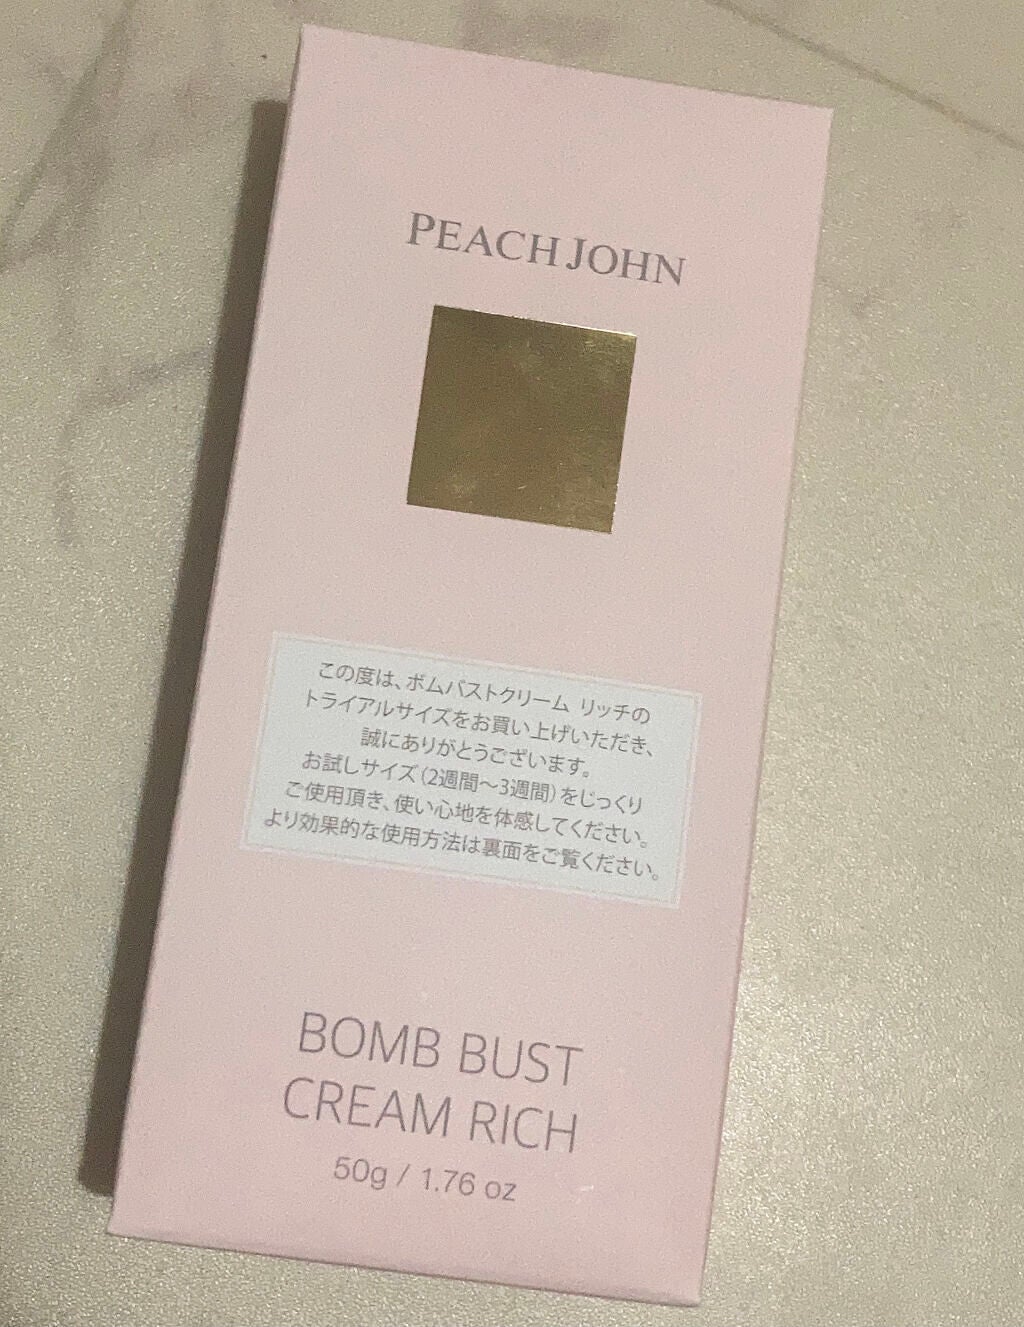 PEACH JOHN
この度は、ボムバストクリーム リッチの
トライアルサイズをお買い上げいただき、
誠にありがとうございます。
お試しサイズ(2週間〜3週間)をじっくり
ご使用頂き、使い心地を体感してください。
より効果的な使用方法は裏面をご覧ください。
BOMB BUST
CREAM RICH
50g / 1.76 oz